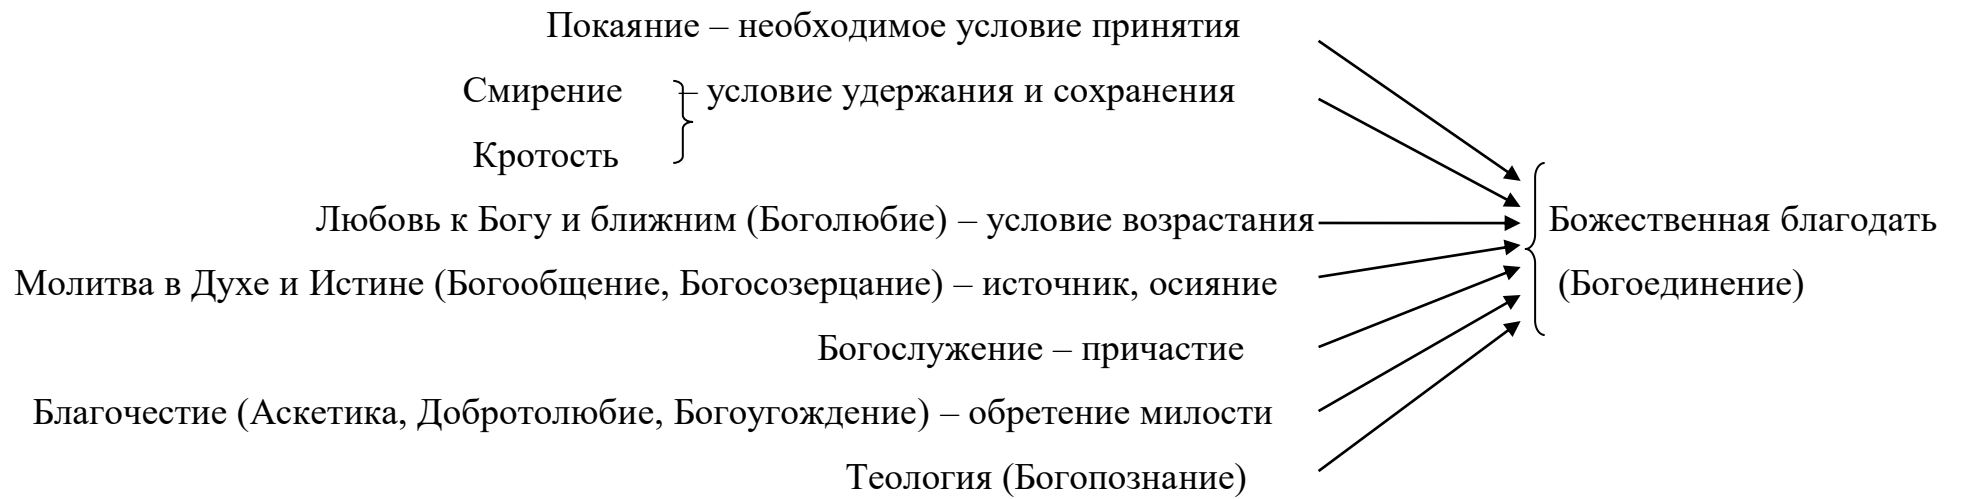 Покаяние – необходимое условие принятия
Смирение – условие удержания и сохранения
Кротость
Любовь к Богу и ближним (Боголюбие) – условие возрастания
Божественная благодать
Молитва в Духе и Истине (Богообщение, Богосозерцание) – источник, осияние
(Богоединение)
Богослужение – причастие
Благочестие (Аскетика, Добротолюбие, Богоугождение) – обретение милости
Теология (Богопознание)